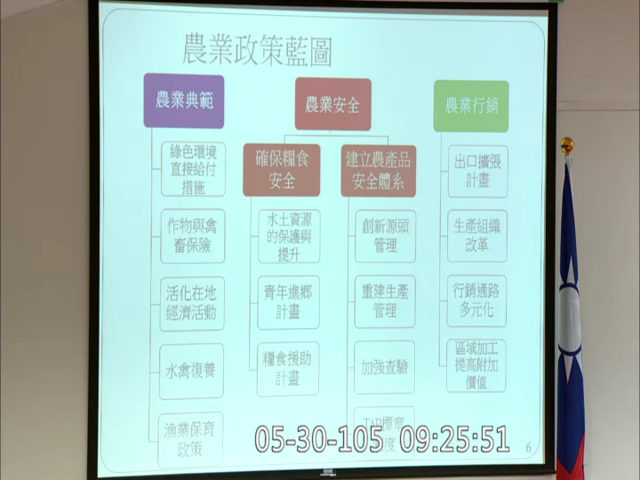 農業政策藍圖
農業典範
綠色環境
直接給付
措施
作物與禽
畜保險
活化在地
經濟活動
水禽復養
漁業保育
政策
農業安全
確保糧食
安全
水土資源
的保護與
提升
青年進鄉
計畫
糧食援助
計畫
建立農產品
安全體系
創新源頭
管理
重建生產
管理
加強查驗
農業行銷
出口擴張
計畫
生產組織
改革
行銷通路
多元化
區域加工
提高附加
價值
05-30-105 09:25:51
6